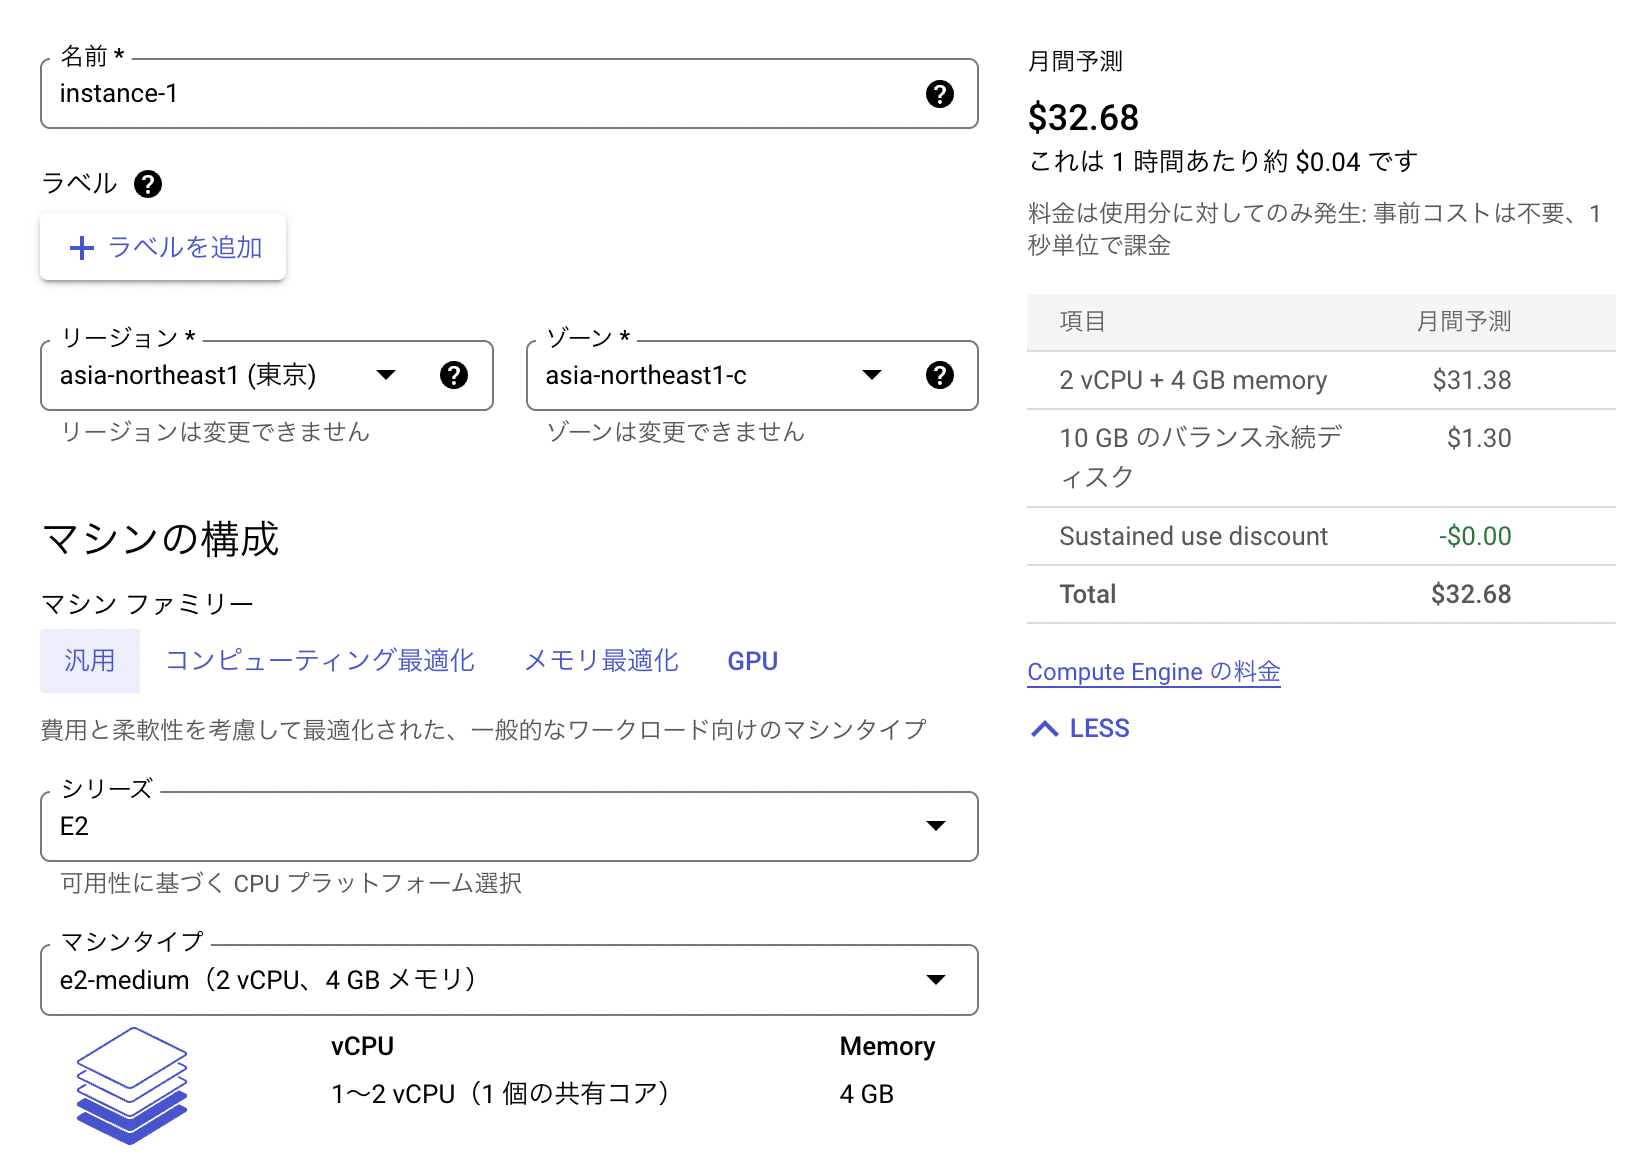 名前 *
instance-1
ラベル
ラベルを追加
リージョン *
asia-northeast1 (東京)
リージョンは変更できません
ゾーン *
asia-northeast1-c
ゾーンは変更できません
マシンの構成
マシン ファミリー
汎用 コンピューティング最適化 メモリ最適化 GPU
費用と柔軟性を考慮して最適化された、一般的なワークロード向けのマシンタイプ
シリーズ
E2
可用性に基づく CPU プラットフォーム選択
マシンタイプ
e2-medium（2 vCPU、4 GB メモリ）
vCPU Memory
1～2 vCPU（1 個の共有コア） 4 GB
月間予測
$32.68
これは 1 時間あたり約 $0.04 です
料金は使用分に対してのみ発生: 事前コストは不要、1
秒単位で課金
項目 月間予測
2 vCPU + 4 GB memory $31.38
10 GB のバランス永続デ $1.30
ィスク
Sustained use discount -$0.00
Total $32.68
Compute Engine の料金
LESS